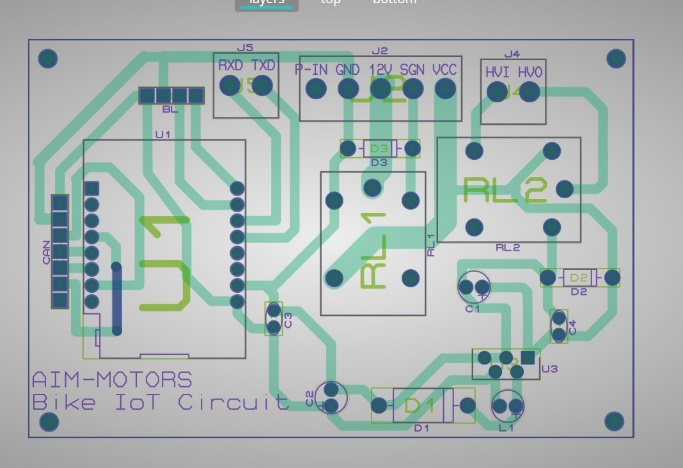 layers top bottom
J5
RXD TXD
J2
P-IN GND 12V SGN VCC
J4
HVI HVO
BL
U1
D3
D3
RL1
RL 1
RL2
RL2
CAN
U1
C3
C1
D2
D2
C4
U3
AIM-MOTORS
Bike IoT Circuit
C2
D1
D1
L1